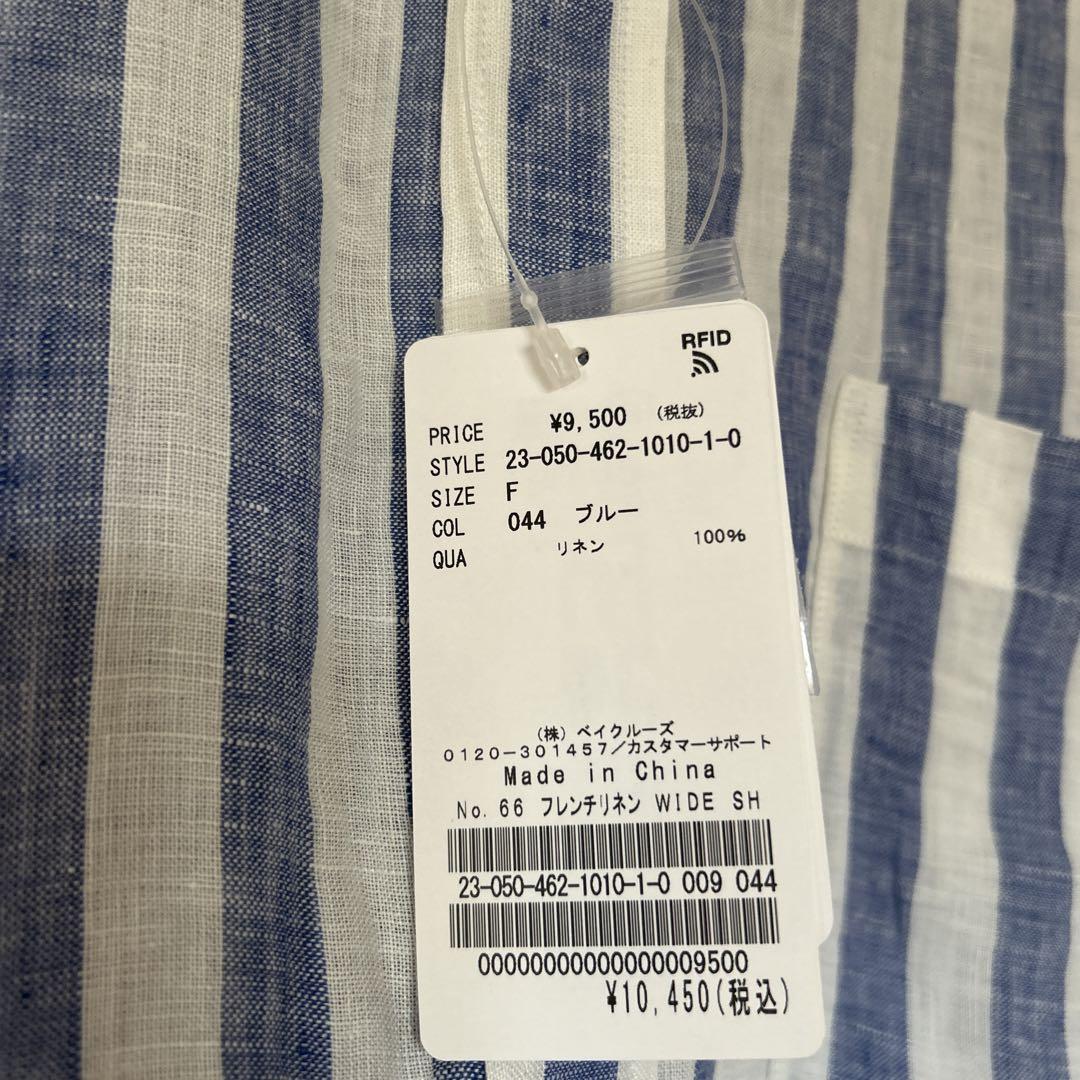 RFID
PRICE ¥9,500 (税抜)
STYLE 23-050-462-1010-1-0
SIZE F
COL 044 ブルー
QUA リネン 100%
(株)ベイクルーズ
0120-301457/カスタマーサポート
Made in China
No.66 フレンチリネン WIDE SH
23-050-462-1010-1-0 009 044
00000000000000009500
¥10,450(税込)